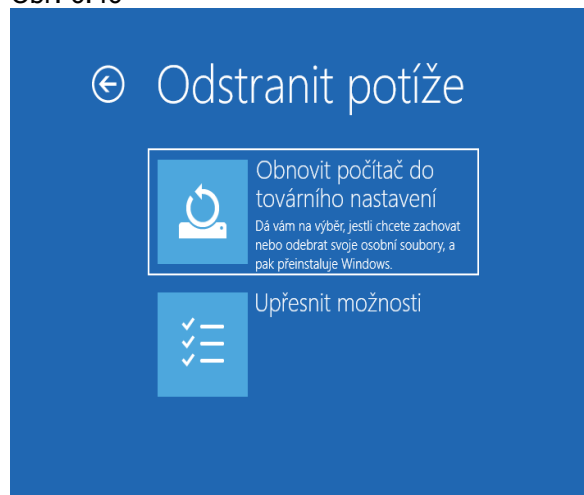 Odstranit potíže
Obnovit počítač do
továrního nastavení
Dá vám na výběr, jestli chcete zachovat
nebo odebrat svoje osobní soubory, a
pak přeinstaluje Windows.
Upřesnit možnosti